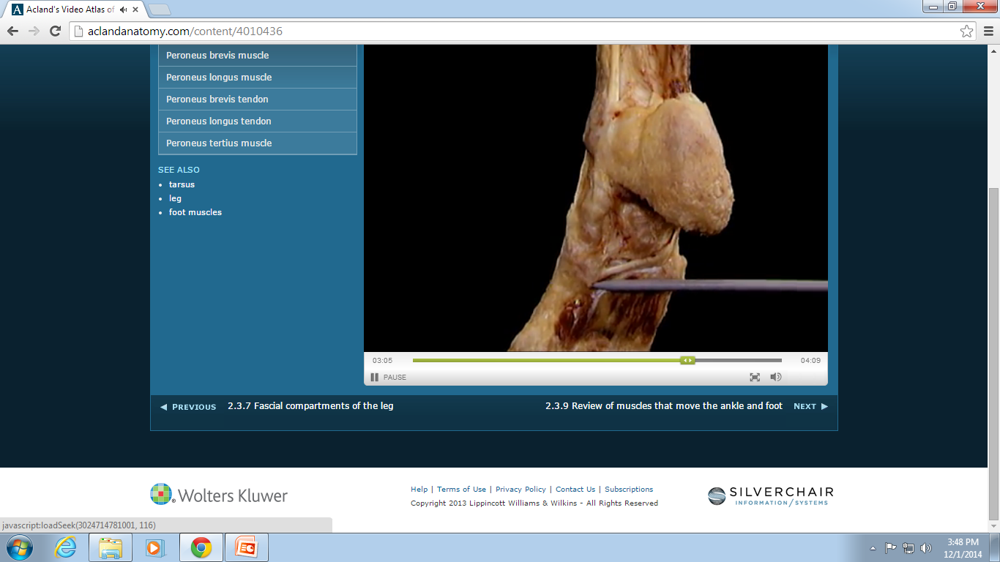 Acland's Video Atlas of
aclandanatomy.com/content/4010436
Peroneus brevis muscle
Peroneus longus muscle
Peroneus brevis tendon
Peroneus longus tendon
Peroneus tertius muscle
SEE ALSO
• tarsus
• leg
• foot muscles
03:05
04:09
PAUSE
◀ PREVIOUS 2.3.7 Fascial compartments of the leg
2.3.9 Review of muscles that move the ankle and foot NEXT ▶
Wolters Kluwer
Help | Terms of Use | Privacy Policy | Contact Us | Subscriptions
Copyright 2013 Lippincott Williams & Wilkins - All Rights Reserved
SILVERCHAIR
INFORMATION/SYSTEMS
javascript:loadSeek(3024714781001, 116)
3:48 PM
12/1/2014